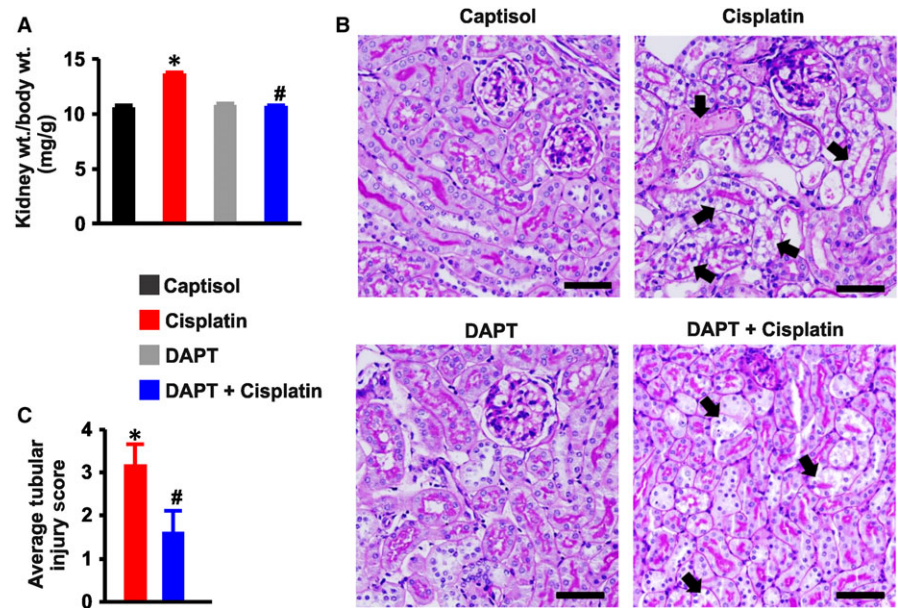 A
Kidney wt./body wt.
(mg/g)
15
10
5
0
*
#
Captisol
Cisplatin
DAPT
DAPT + Cisplatin
C
Average tubular
injury score
4
3
2
1
0
*
#
B
Captisol
Cisplatin
DAPT
DAPT + Cisplatin